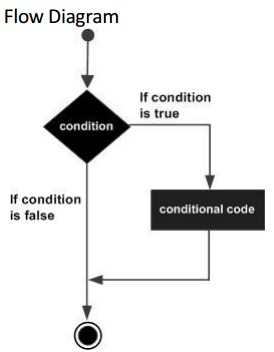 Flow Diagram
If condition
is true
condition
If condition
is false
conditional code